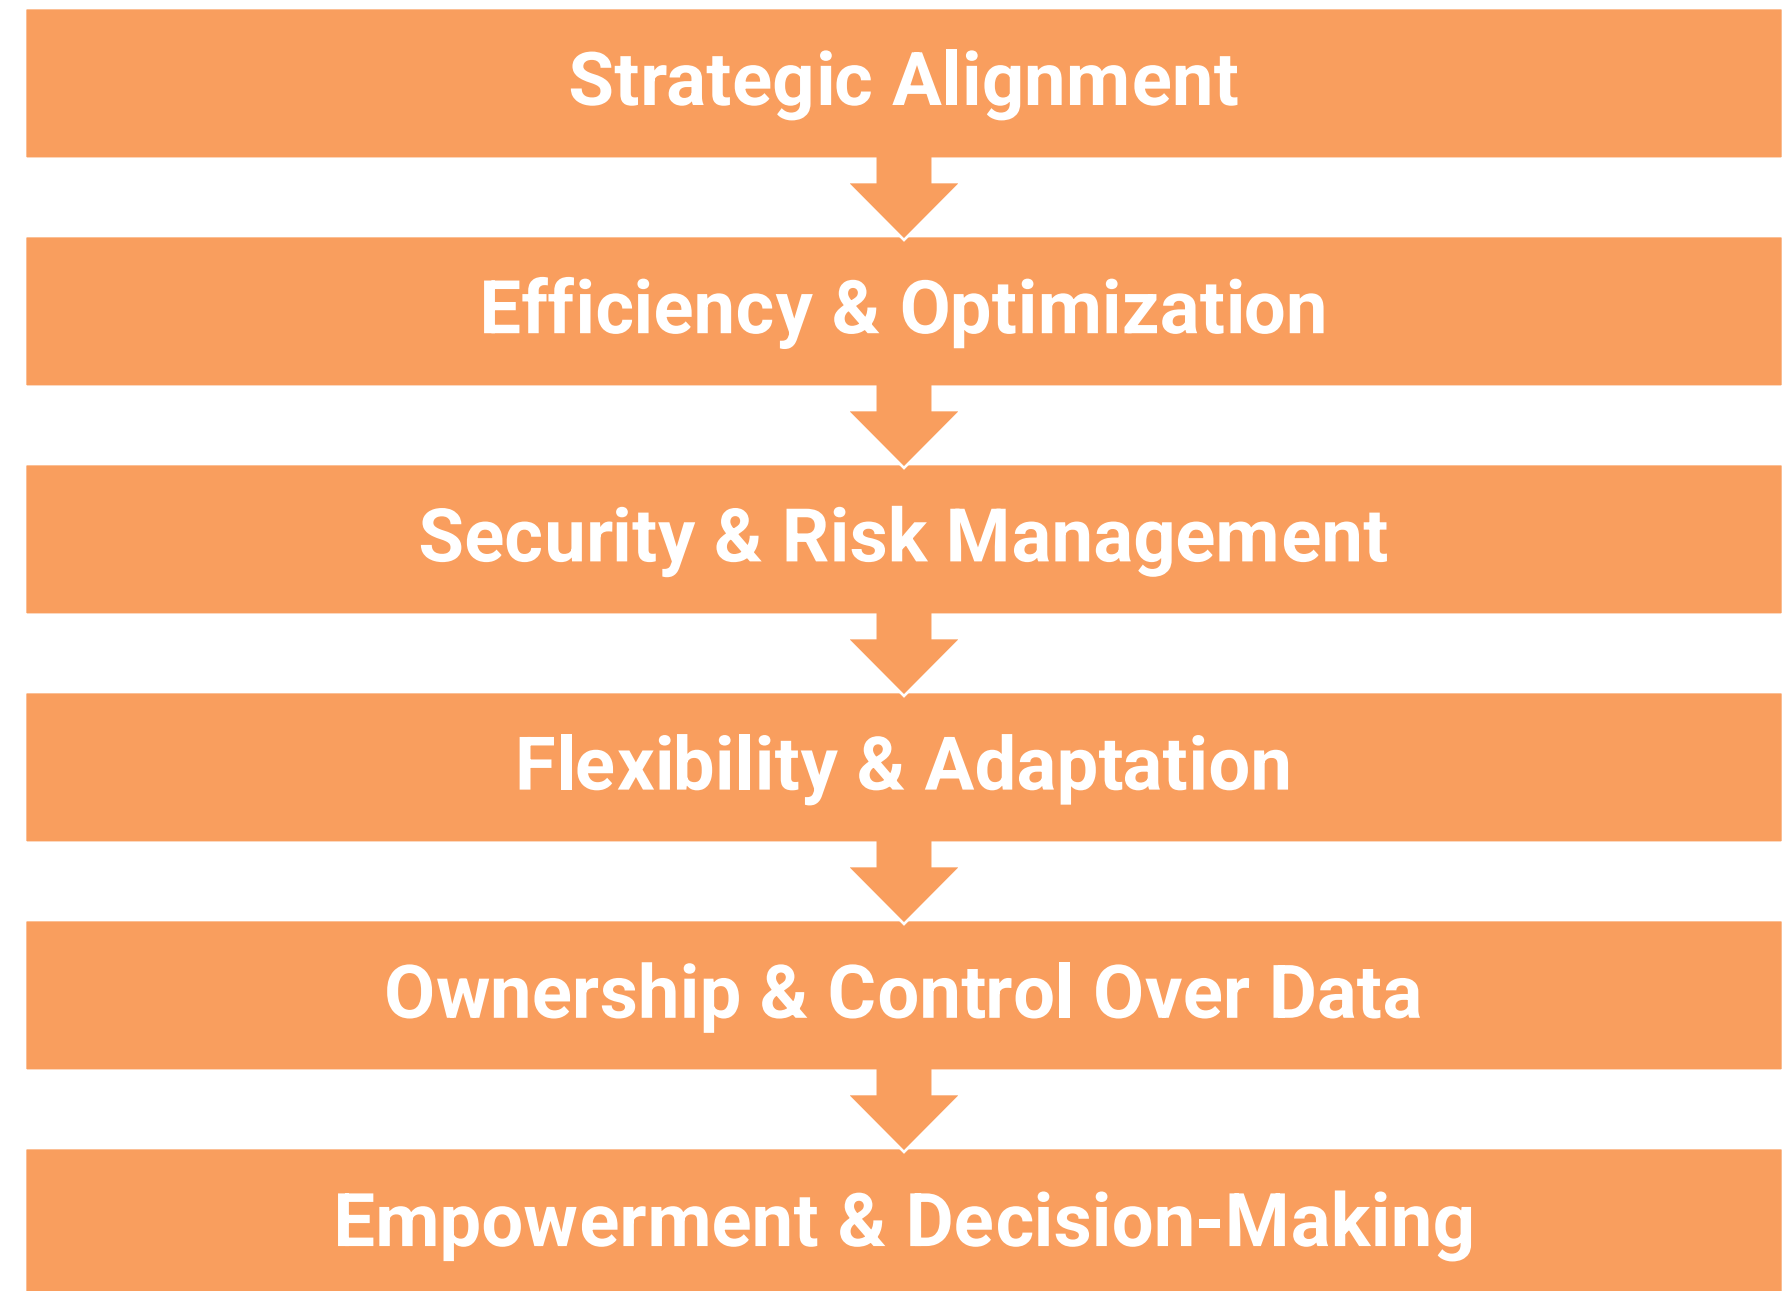 Strategic Alignment
Efficiency & Optimization
Security & Risk Management
Flexibility & Adaptation
Ownership & Control Over Data
Empowerment & Decision-Making